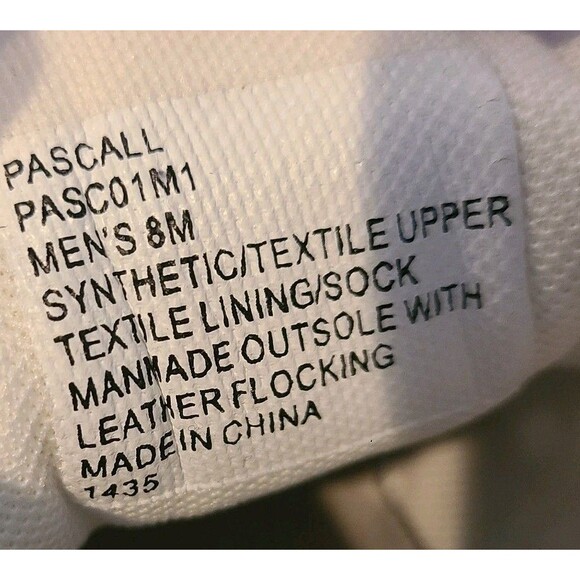 PASCALL
PASC01M1
MEN'S 8M
SYNTHETIC/TEXTILE UPPER
TEXTILE LINING/SOCK
MANMADE OUTSOLE WITH
LEATHER FLOCKING
MADE IN CHINA
1435